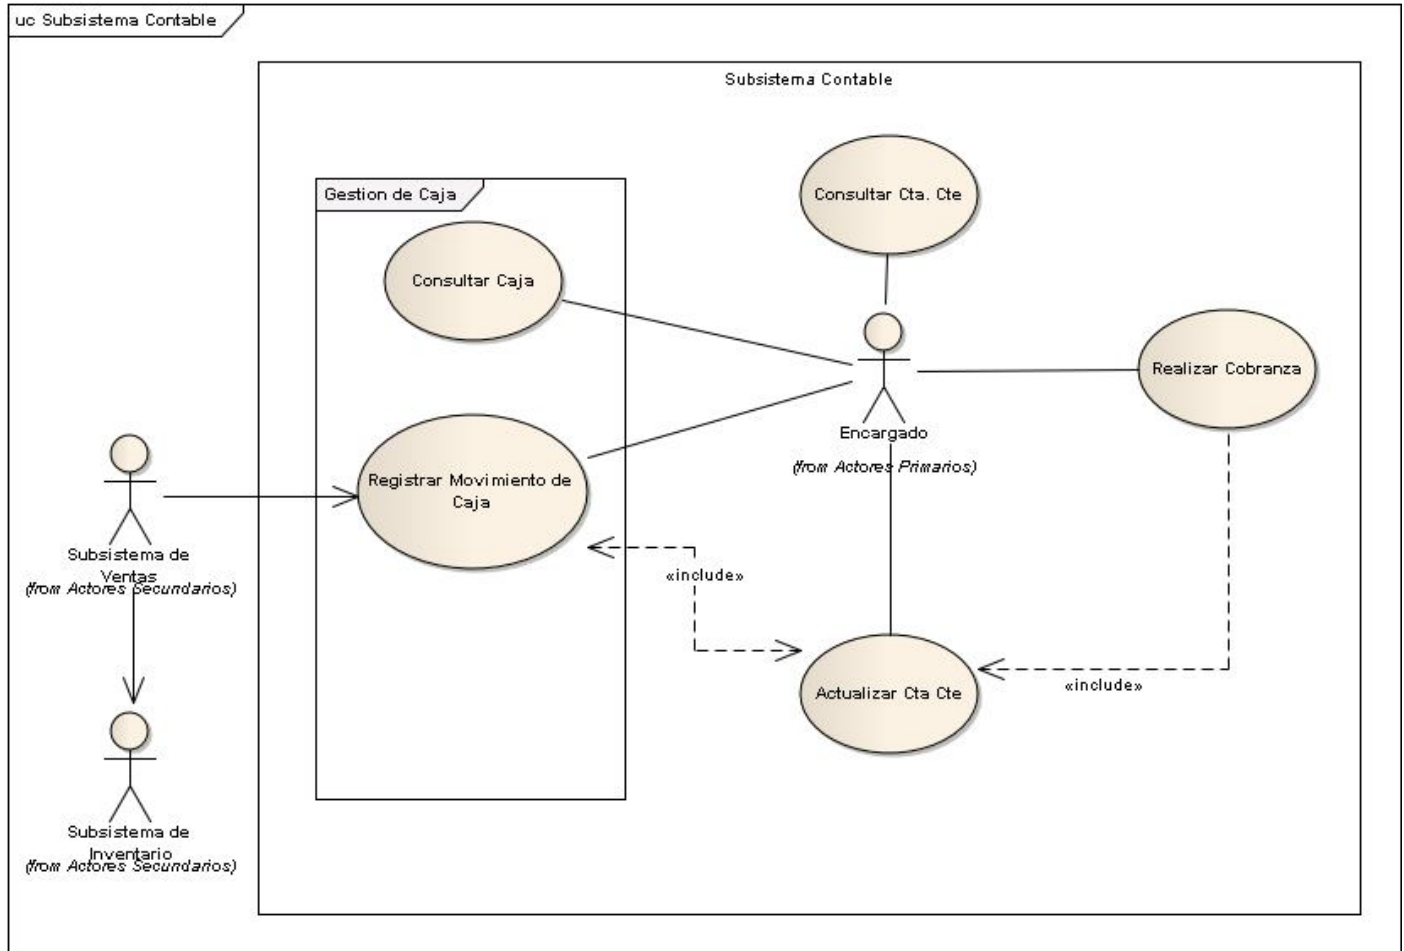 uc Subsistema Contable
Subsistema Contable
Gestion de Caja
Consultar Cta. Cte
Consultar Caja
Realizar Cobranza
Encargado
(from Actores Primarios)
Registrar Movimiento de
Caja
Subsistema de
Ventas
(from Actores Secundarios)
«include»
Actualizar Cta Cte
«include»
Subsistema de
Inventario
(from Actores Secundarios)